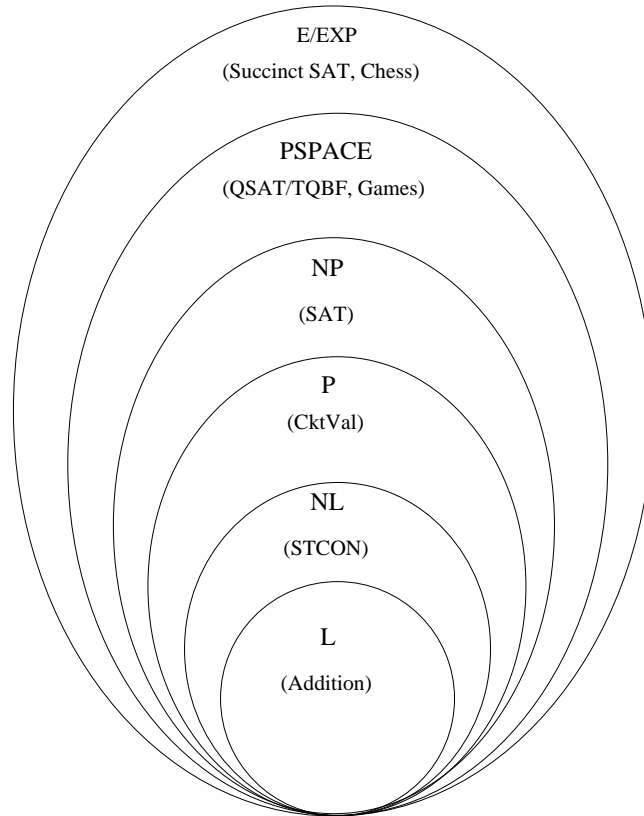 E/EXP
(Succinct SAT, Chess)
PSPACE
(QSAT/TQBF, Games)
NP
(SAT)
P
(CktVal)
NL
(STCON)
L
(Addition)